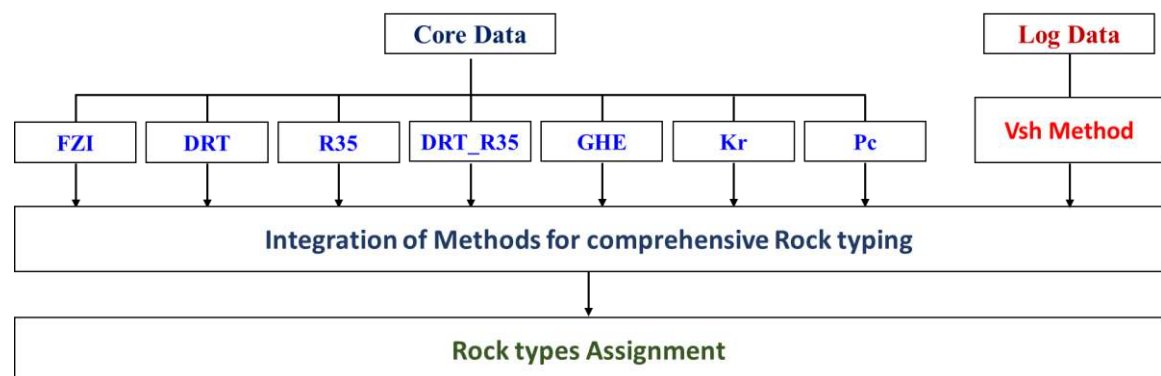 Core Data
Log Data
FZI
DRT
R35
DRT_R35
GHE
Kr
Pc
Vsh Method
Integration of Methods for comprehensive Rock typing
Rock types Assignment